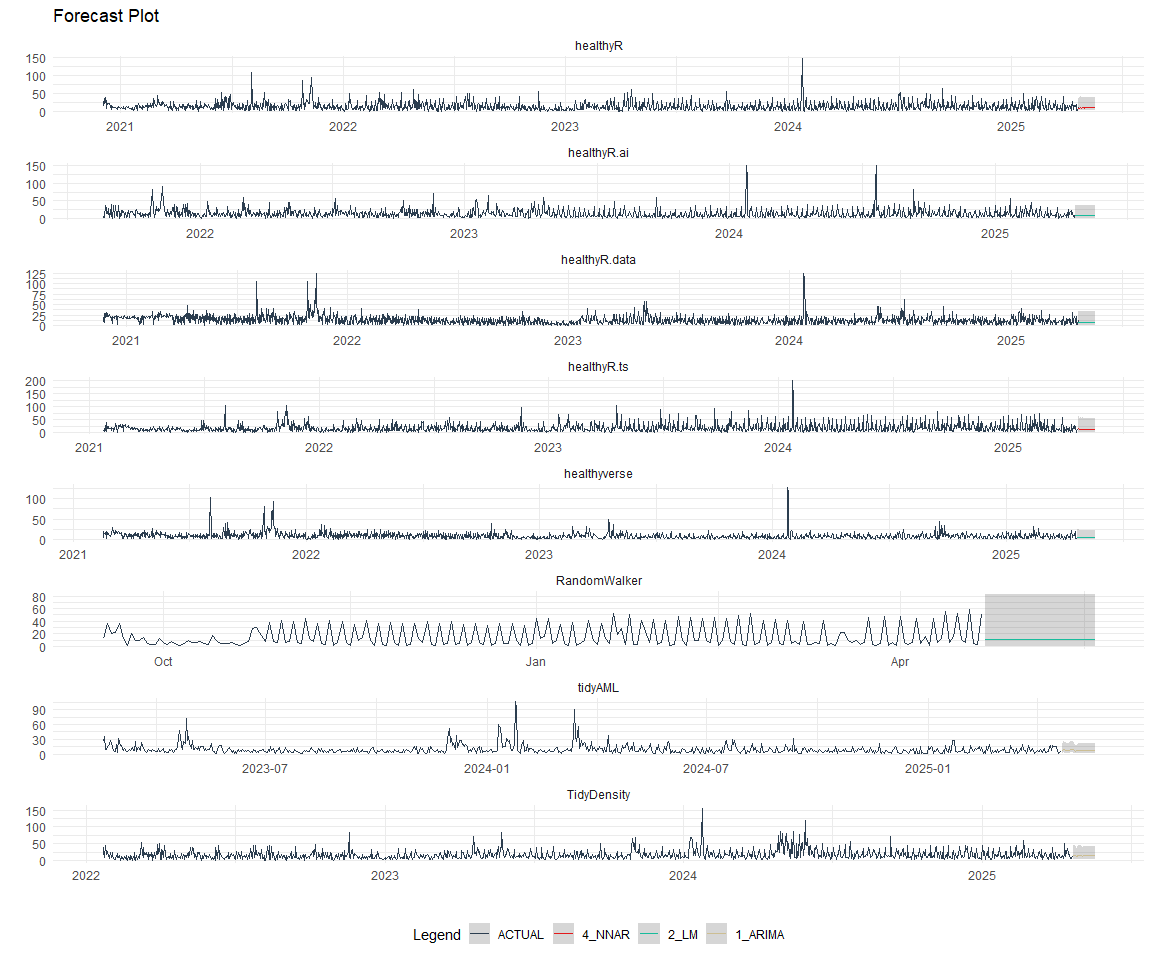 Forecast Plot
healthyR
150
100
50
0
2021 2022 2023 2024 2025
healthyR.ai
150
100
50
0
2022 2023 2024 2025
healthyR.data
125
100
75
50
25
0
2021 2022 2023 2024 2025
healthyR.ts
200
150
100
50
0
2021 2022 2023 2024 2025
healthyverse
100
50
0
2021 2022 2023 2024 2025
RandomWalker
80
60
40
20
0
Oct Jan Apr
tidyAML
90
60
30
0
2023-07 2024-01 2024-07 2025-01
TidyDensity
150
100
50
0
2022 2023 2024 2025
Legend ACTUAL 4_NNAR 2_LM 1_ARIMA